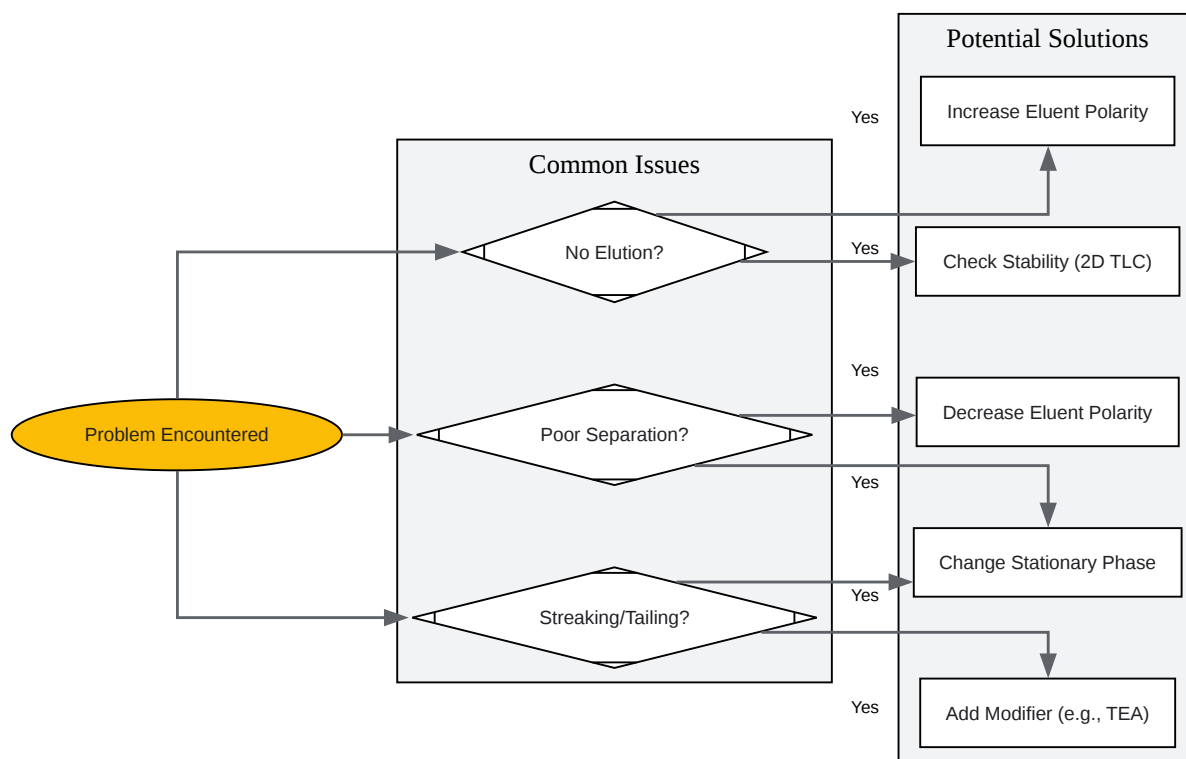 Potential Solutions
Increase Eluent Polarity
Yes
Common Issues
No Elution?
Yes
Check Stability (2D TLC)
Yes
Decrease Eluent Polarity
Problem Encountered
Poor Separation?
Yes
Change Stationary Phase
Yes
Streaking/Tailing?
Yes
Add Modifier (e.g., TEA)